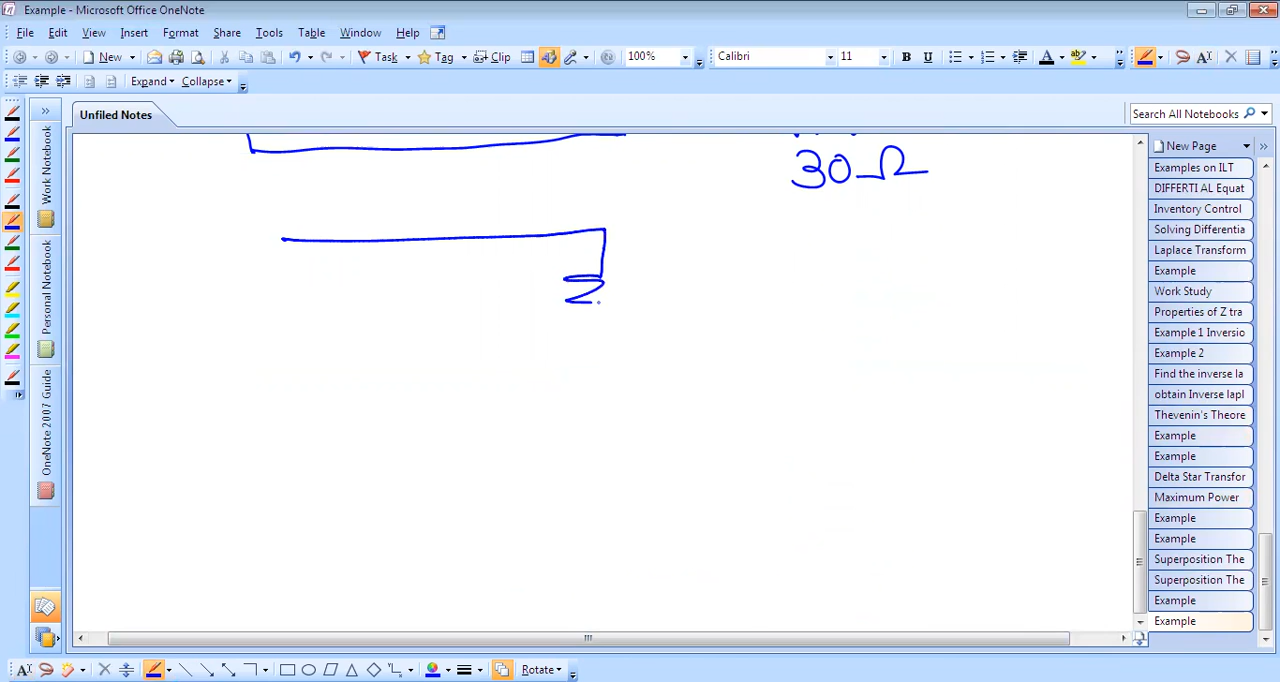 Example - Microsoft Office OneNote
File Edit View Insert Format Share Tools Table Window Help
New Task Tag Clip 100% Calibri 11 B U A ab
Expand Collapse
Unfiled Notes
Search All Notebooks
New Page
Work Notebook
Personal Notebook
OneNote 2007 Guide
30 Ω
Examples on ILT
DIFFERTI AL Equat
Inventory Control
Solving Differentia
Laplace Transform
Example
Work Study
Properties of Z tra
Example 1 Inversio
Example 2
Find the inverse la
obtain Inverse lapl
Thevenin's Theore
Example
Example
Delta Star Transfor
Maximum Power
Example
Example
Superposition The
Superposition The
Example
Example
Rotate